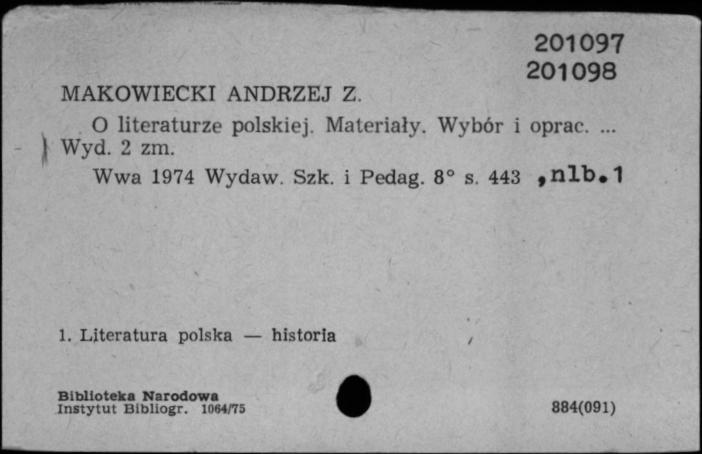 201097
201098
MAKOWIECKI ANDRZEJ Z.
O literaturze polskiej. Materiały. Wybór i oprac. ...
Wyd. 2 zm.
Wwa 1974 Wydaw. Szk. i Pedag. 8° s. 443 , nlb. 1
1. Literatura polska — historia
Biblioteka Narodowa
Instytut Bibliogr. 1064/75
884(091)